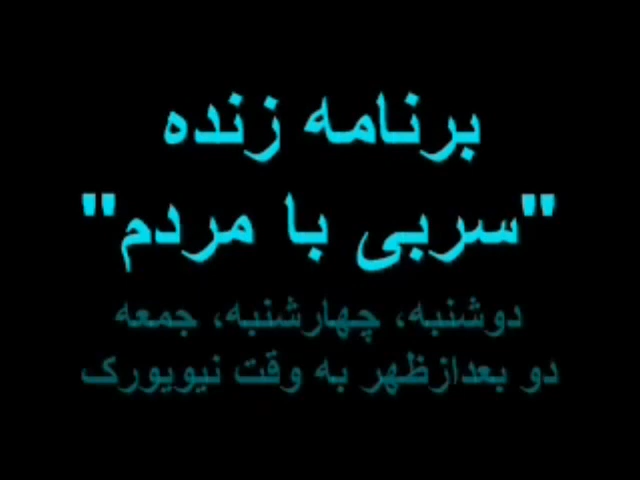 برنامه زنده
"سربی با مردم"
دوشنبه، چهارشنبه، جمعه
دو بعدازظهر به وقت نیویورک